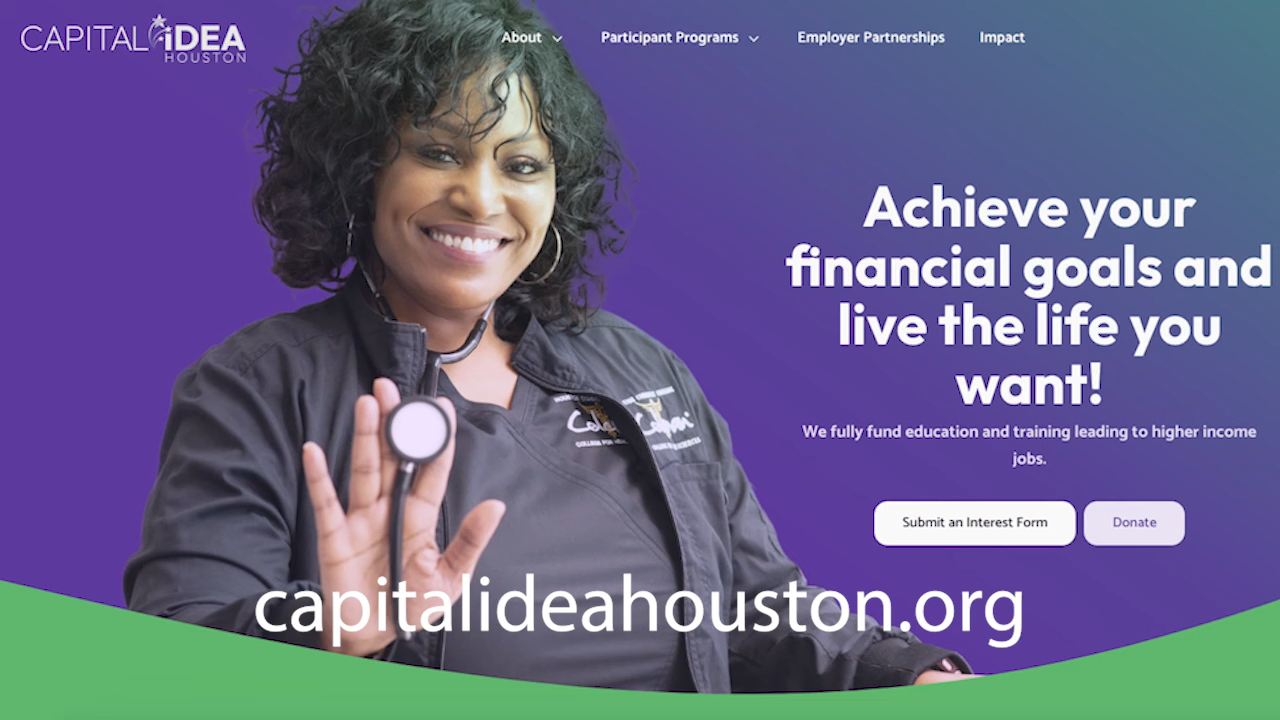 CAPITAL IDEA
HOUSTON
About
Participant Programs
Employer Partnerships
Impact
Achieve your
financial goals and
live the life you
want!
We fully fund education and training leading to higher income
jobs.
Submit an Interest Form
Donate
capitalideahouston.org